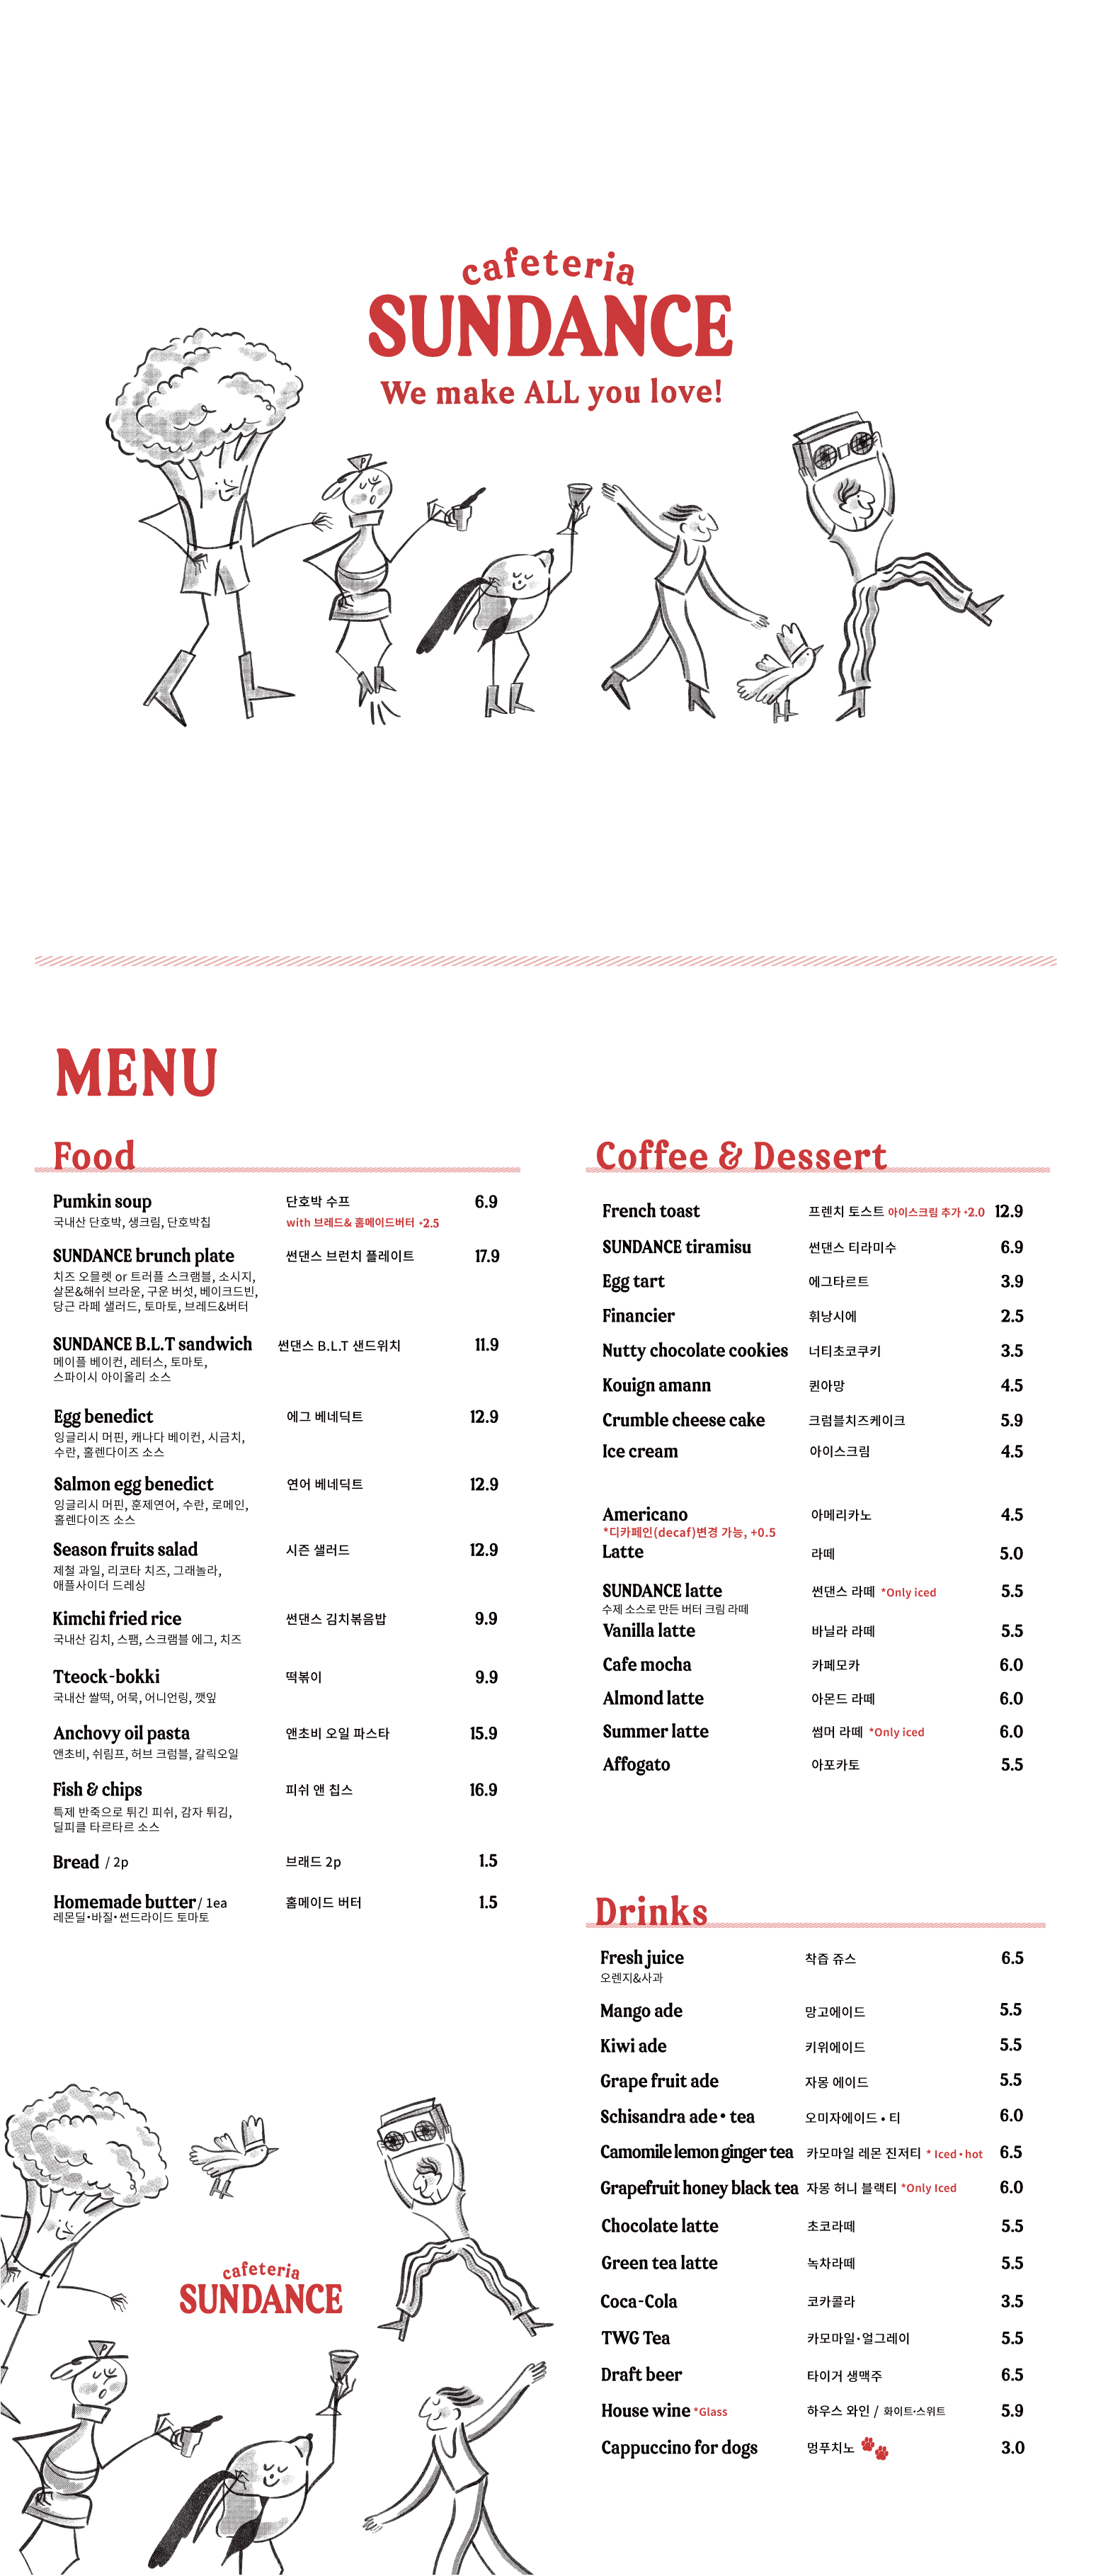 cafeteria
SUNDANCE
We make ALL you love!
MENU
Food
Pumkin soup 단호박 수프 6.9
국내산 단호박, 생크림, 단호박칩 with 브레드& 홈메이드버터 •2.5
SUNDANCE brunch plate 썬댄스 브런치 플레이트 17.9
치즈 오믈렛 or 트러플 스크램블, 소시지,
살몬&해쉬 브라운, 구운 버섯, 베이크드빈,
당근 라페 샐러드, 토마토, 브레드&버터
SUNDANCE B.L.T sandwich 썬댄스 B.L.T 샌드위치 11.9
메이플 베이컨, 레터스, 토마토,
스파이시 아이올리 소스
Egg benedict 에그 베네딕트 12.9
잉글리시 머핀, 캐나다 베이컨, 시금치,
수란, 홀렌다이즈 소스
Salmon egg benedict 연어 베네딕트 12.9
잉글리시 머핀, 훈제연어, 수란, 로메인,
홀렌다이즈 소스
Season fruits salad 시즌 샐러드 12.9
제철 과일, 리코타 치즈, 그래놀라,
애플사이더 드레싱
Kimchi fried rice 썬댄스 김치볶음밥 9.9
국내산 김치, 스팸, 스크램블 에그, 치즈
Tteock-bokki 떡볶이 9.9
국내산 쌀떡, 어묵, 어니언링, 깻잎
Anchovy oil pasta 앤초비 오일 파스타 15.9
앤초비, 쉬림프, 허브 크럼블, 갈릭오일
Fish & chips 피쉬 앤 칩스 16.9
특제 반죽으로 튀긴 피쉬, 감자 튀김,
딜피클 타르타르 소스
Bread / 2p 브래드 2p 1.5
Homemade butter / 1ea 홈메이드 버터 1.5
레몬딜•바질•썬드라이드 토마토
Coffee & Dessert
French toast 프렌치 토스트 아이스크림 추가 •2.0 12.9
SUNDANCE tiramisu 썬댄스 티라미수 6.9
Egg tart 에그타르트 3.9
Financier 휘낭시에 2.5
Nutty chocolate cookies 너티초코쿠키 3.5
Kouign amann 퀸아망 4.5
Crumble cheese cake 크럼블치즈케이크 5.9
Ice cream 아이스크림 4.5
Americano 아메리카노 4.5
*디카페인(decaf)변경 가능, +0.5
Latte 라떼 5.0
SUNDANCE latte 썬댄스 라떼 *Only iced 5.5
수제 소스로 만든 버터 크림 라떼
Vanilla latte 바닐라 라떼 5.5
Cafe mocha 카페모카 6.0
Almond latte 아몬드 라떼 6.0
Summer latte 썸머 라떼 *Only iced 6.0
Affogato 아포카토 5.5
Drinks
Fresh juice 착즙 쥬스 6.5
오렌지&사과
Mango ade 망고에이드 5.5
Kiwi ade 키위에이드 5.5
Grape fruit ade 자몽 에이드 5.5
Schisandra ade • tea 오미자에이드 • 티 6.0
Camomile lemon ginger tea 카모마일 레몬 진저티 * Iced • hot 6.5
Grapefruit honey black tea 자몽 허니 블랙티 *Only Iced 6.0
Chocolate latte 초코라떼 5.5
Green tea latte 녹차라떼 5.5
Coca-Cola 코카콜라 3.5
TWG Tea 카모마일•얼그레이 5.5
Draft beer 타이거 생맥주 6.5
House wine *Glass 하우스 와인 / 화이트•스위트 5.9
Cappuccino for dogs 멍푸치노 3.0
cafeteria
SUNDANCE